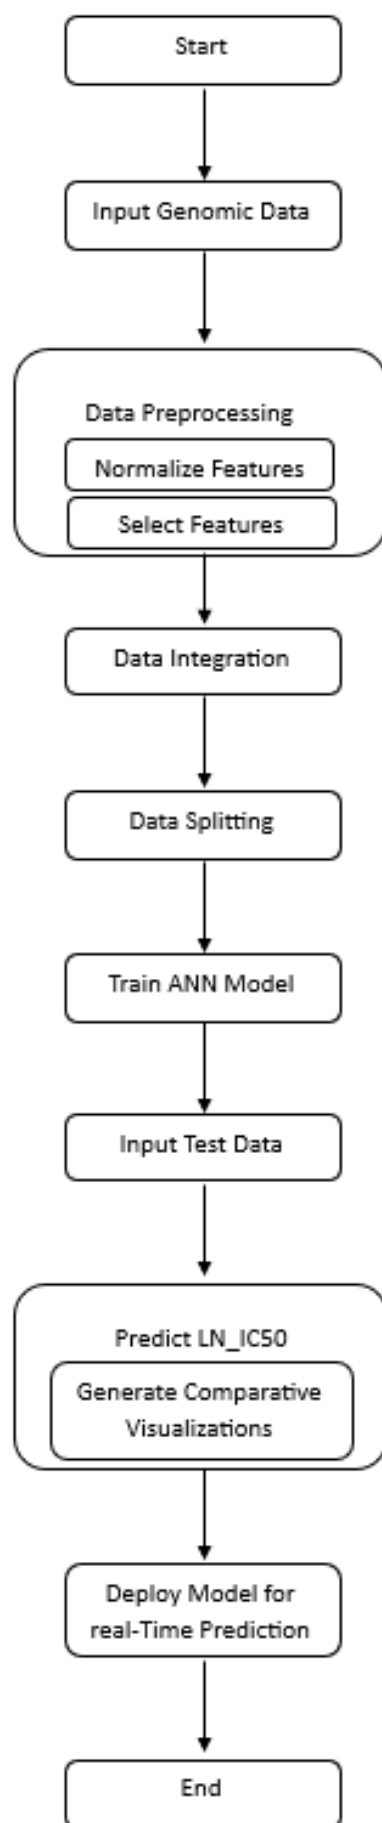 Start
Input Genomic Data
Data Preprocessing
Normalize Features
Select Features
Data Integration
Data Splitting
Train ANN Model
Input Test Data
Predict LN_IC50
Generate Comparative
Visualizations
Deploy Model for
real-Time Prediction
End